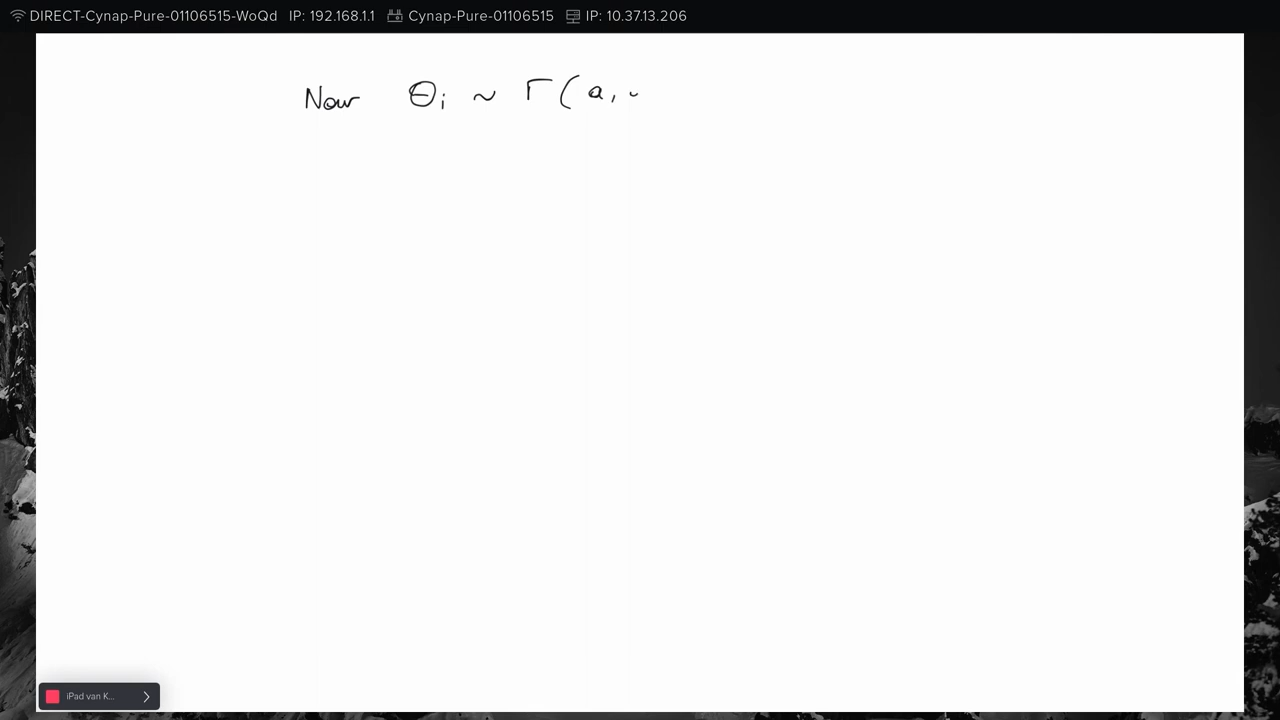 DIRECT-Cynap-Pure-01106515-WoQd IP: 192.168.1.1 Cynap-Pure-01106515 IP: 10.37.13.206
Now Θi ~ Γ( a,
iPad van K...